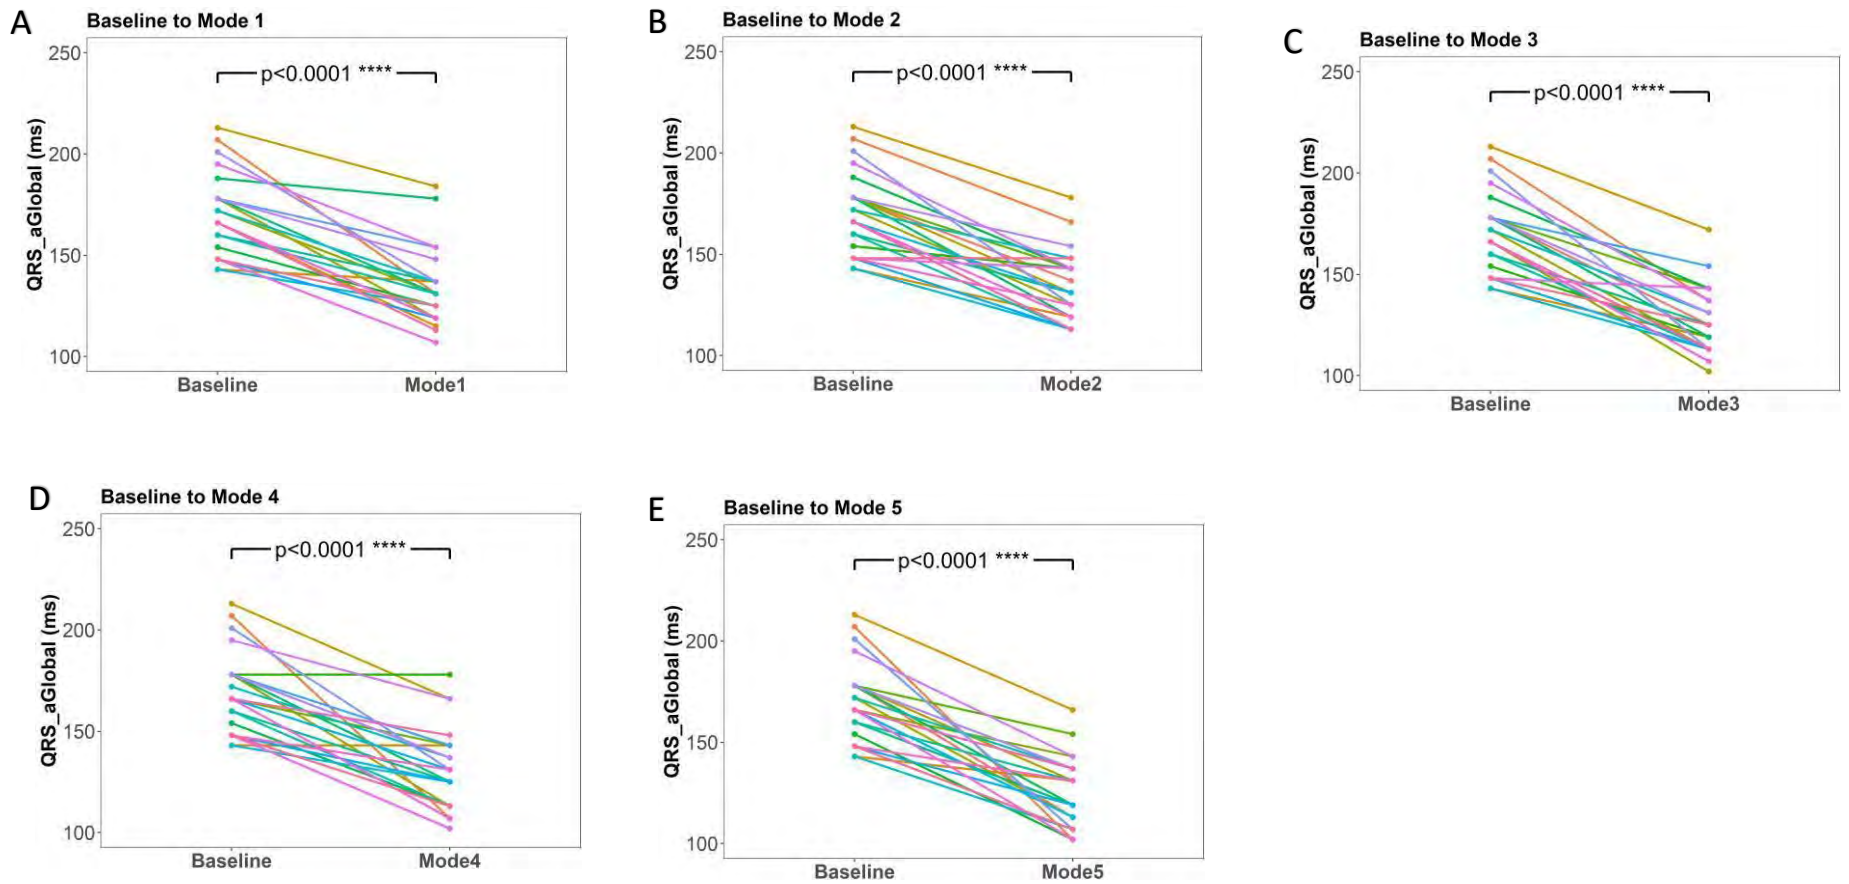 A
Baseline to Mode 1
250
200
150
100
QRS_aGlobal (ms)
p<0.0001 ****
Baseline
Mode1
B
Baseline to Mode 2
250
200
150
100
QRS_aGlobal (ms)
p<0.0001 ****
Baseline
Mode2
C
Baseline to Mode 3
250
200
150
100
QRS_aGlobal (ms)
p<0.0001 ****
Baseline
Mode3
D
Baseline to Mode 4
250
200
150
100
QRS_aGlobal (ms)
p<0.0001 ****
Baseline
Mode4
E
Baseline to Mode 5
250
200
150
100
QRS_aGlobal (ms)
p<0.0001 ****
Baseline
Mode5